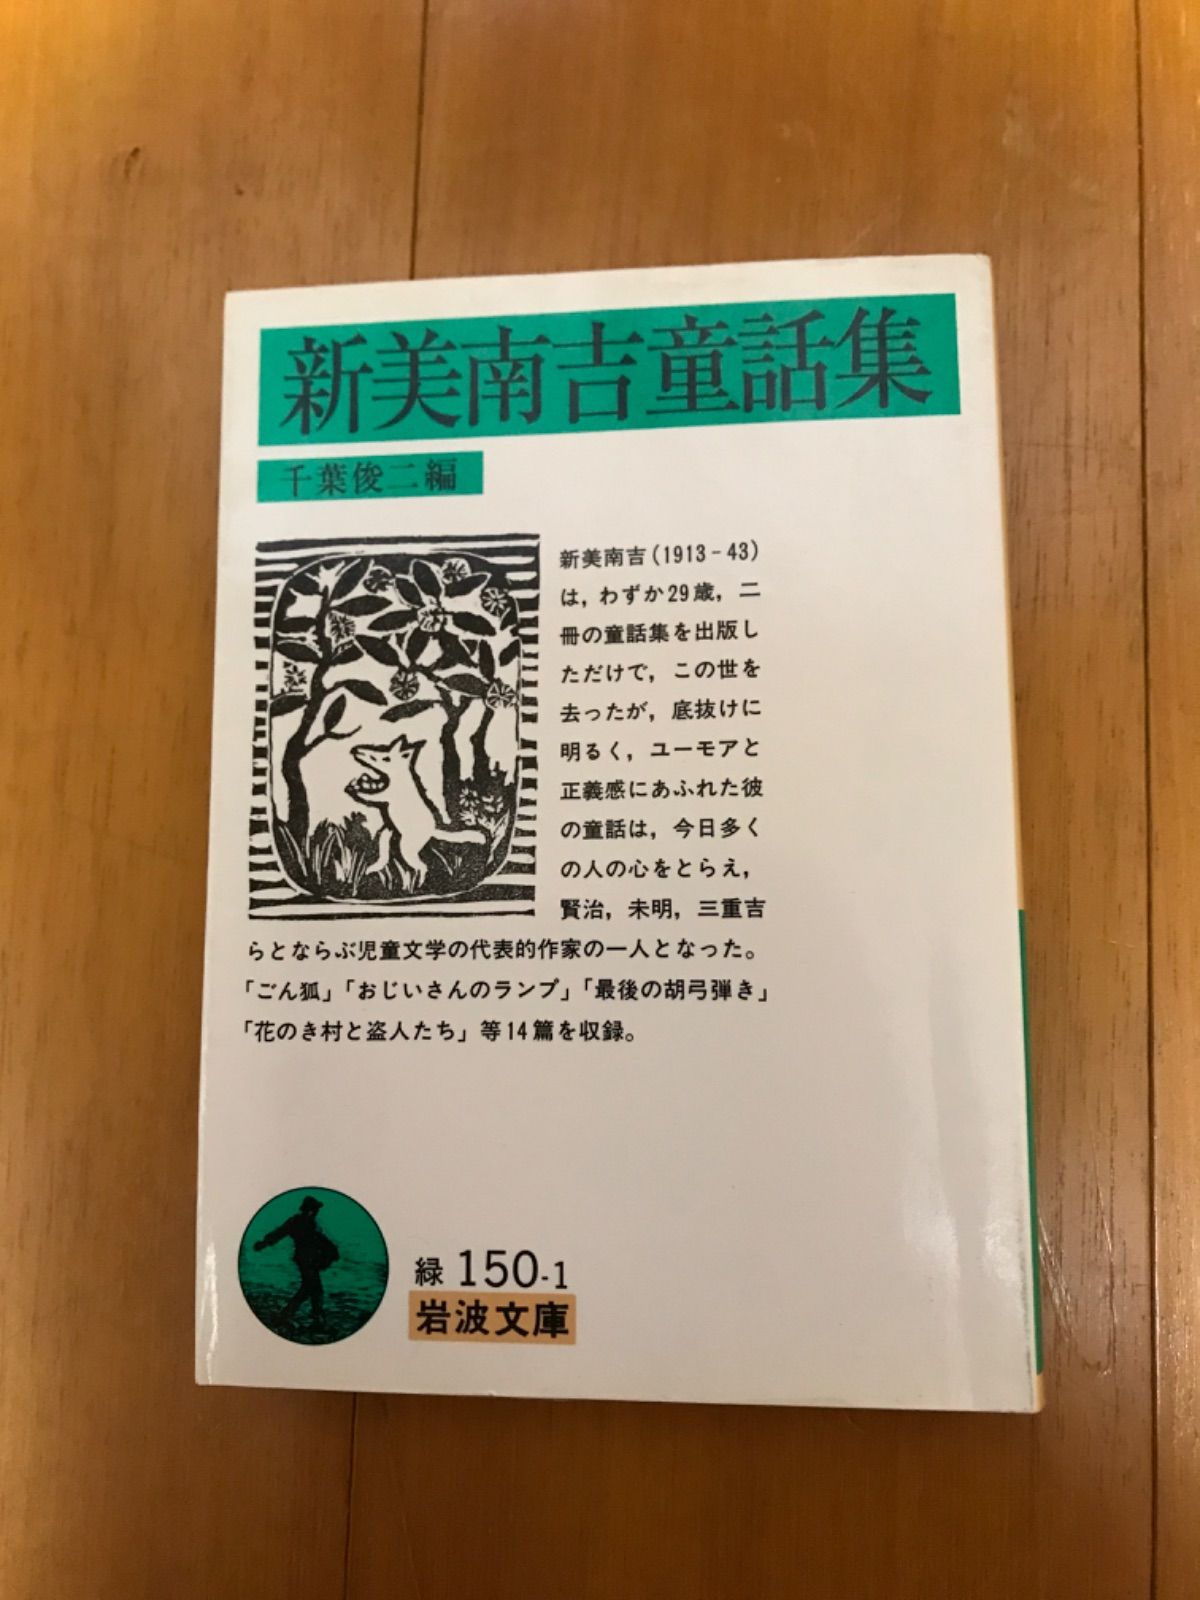 新美南吉童話集
千葉俊二編
新美南吉(1913-43)
は，わずか29歳，二
冊の童話集を出版し
ただけで，この世を
去ったが，底抜けに
明るく，ユーモアと
正義感にあふれた彼
の童話は，今日多く
の人の心をとらえ，
賢治，未明，三重吉
らとならぶ児童文学の代表的作家の一人となった。
「ごん狐」「おじいさんのランプ」「最後の胡弓弾き」
「花のき村と盗人たち」等14篇を収録。
緑 150-1
岩波文庫